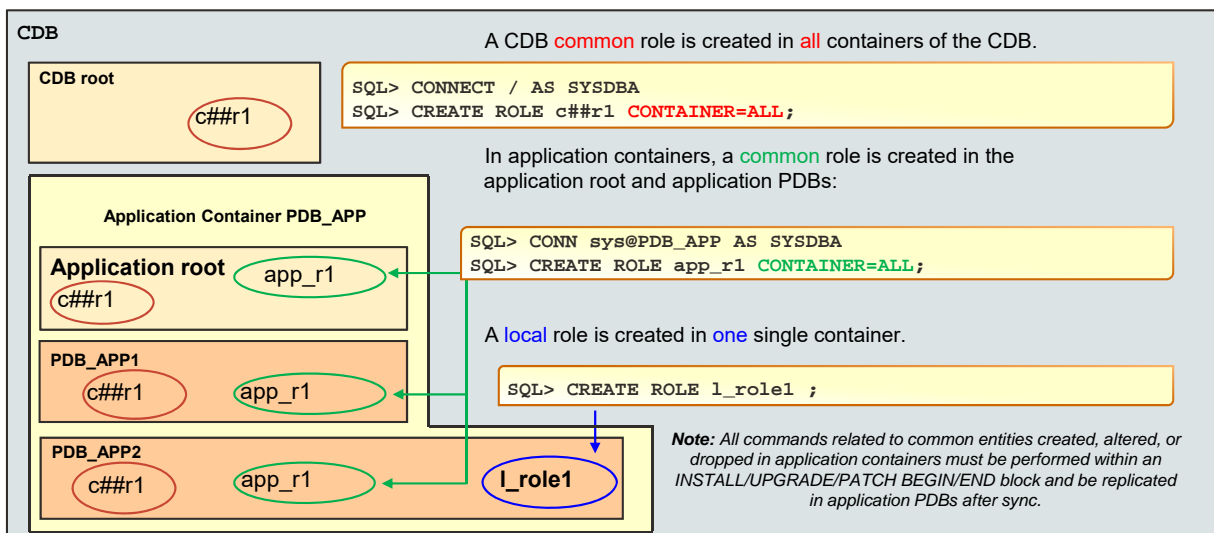 CDB
A CDB common role is created in all containers of the CDB.
CDB root
c##r1
SQL> CONNECT / AS SYSDBA
SQL> CREATE ROLE c##r1 CONTAINER=ALL;
In application containers, a common role is created in the
application root and application PDBs:
Application Container PDB_APP
SQL> CONN sys@PDB_APP AS SYSDBA
SQL> CREATE ROLE app_r1 CONTAINER=ALL;
Application root
app_r1
c##r1
A local role is created in one single container.
PDB_APP1
c##r1
app_r1
SQL> CREATE ROLE l_role1 ;
PDB_APP2
c##r1
app_r1
l_role1
Note: All commands related to common entities created, altered, or
dropped in application containers must be performed within an
INSTALL/UPGRADE/PATCH BEGIN/END block and be replicated
in application PDBs after sync.